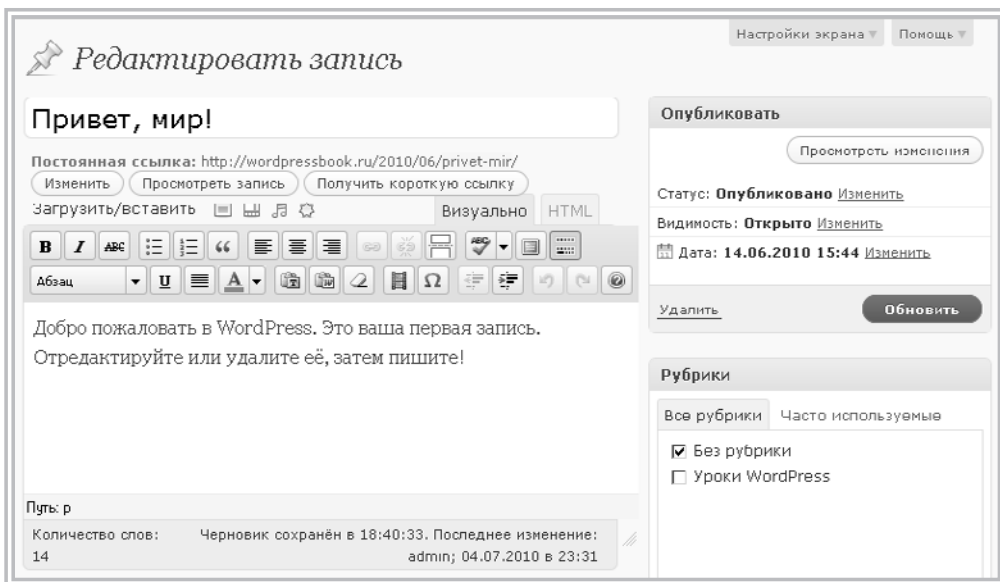 Настройки экрана
Помощь
Редактировать запись
Привет, мир!
Постоянная ссылка: http://wordpressbook.ru/2010/06/privet-mir/
Изменить
Просмотреть запись
Получить короткую ссылку
Загрузить/вставить
Визуально
HTML
B I ABC “ ABC
Абзац U A Ω
Добро пожаловать в WordPress. Это ваша первая запись.
Отредактируйте или удалите её, затем пишите!
Путь: p
Количество слов:
14
Черновик сохранён в 18:40:33. Последнее изменение:
admin; 04.07.2010 в 23:31
Опубликовать
Просмотреть изменения
Статус: Опубликовано Изменить
Видимость: Открыто Изменить
Дата: 14.06.2010 15:44 Изменить
Удалить
Обновить
Рубрики
Все рубрики
Часто используемые
Без рубрики
Уроки WordPress